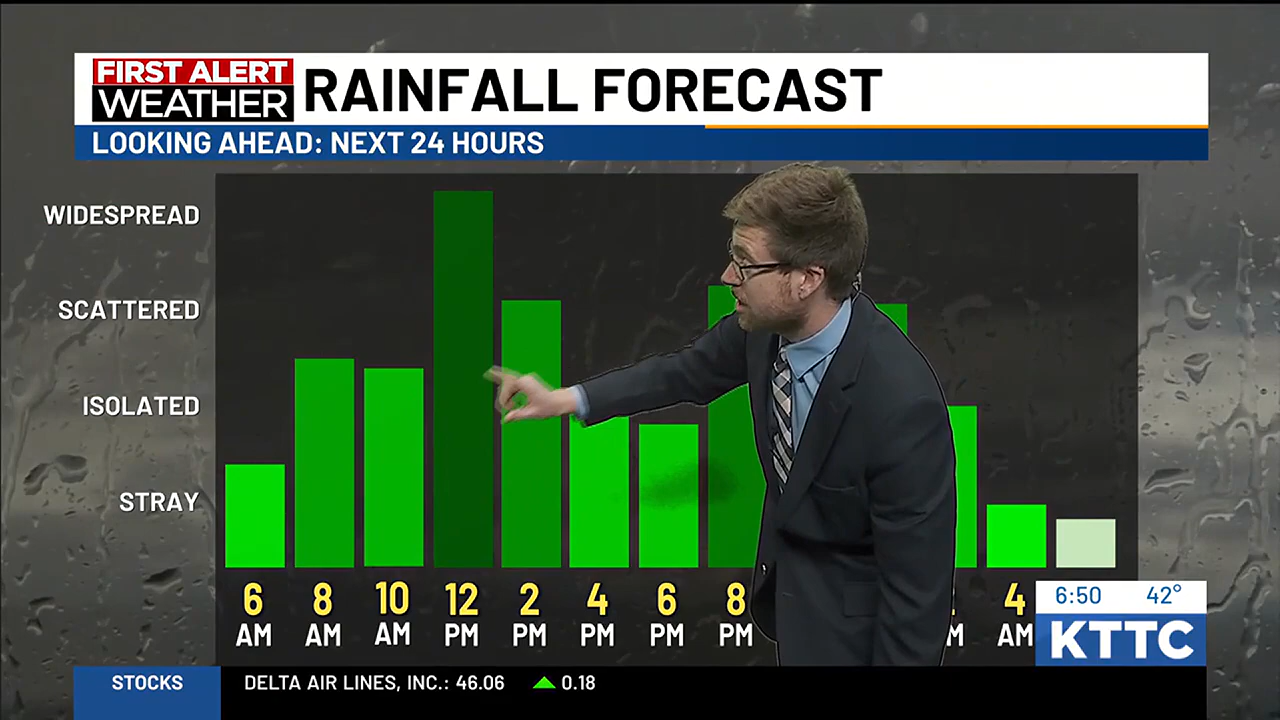 FIRST ALERT
WEATHER
RAINFALL FORECAST
LOOKING AHEAD: NEXT 24 HOURS
WIDESPREAD
SCATTERED
ISOLATED
STRAY
6 8 10 12 2 4 6 8 4
AM AM AM PM PM PM PM PM M AM
6:50 42°
KTTC
STOCKS
DELTA AIR LINES, INC.: 46.06 0.18